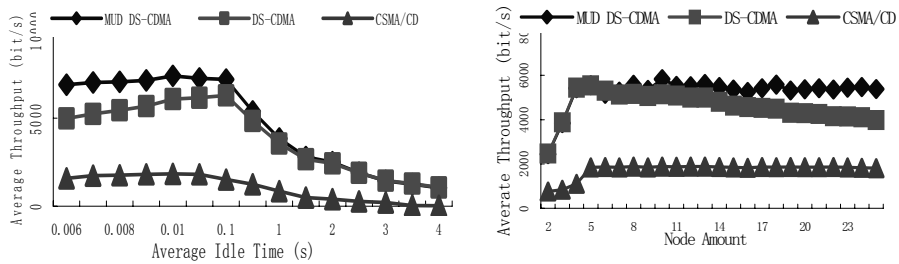 MUD DS-CDMA DS-CDMA CSMA/CD
Average Throughput (bit/s)
5000
0
0.006 0.008 0.01 0.1 1 2 3 4
Average Idle Time (s)
MUD DS-CDMA DS-CDMA CSMA/CD
Averate Throughput (bit/s)
6000
4000
2000
0
2 5 8 11 14 17 20 23
Node Amount